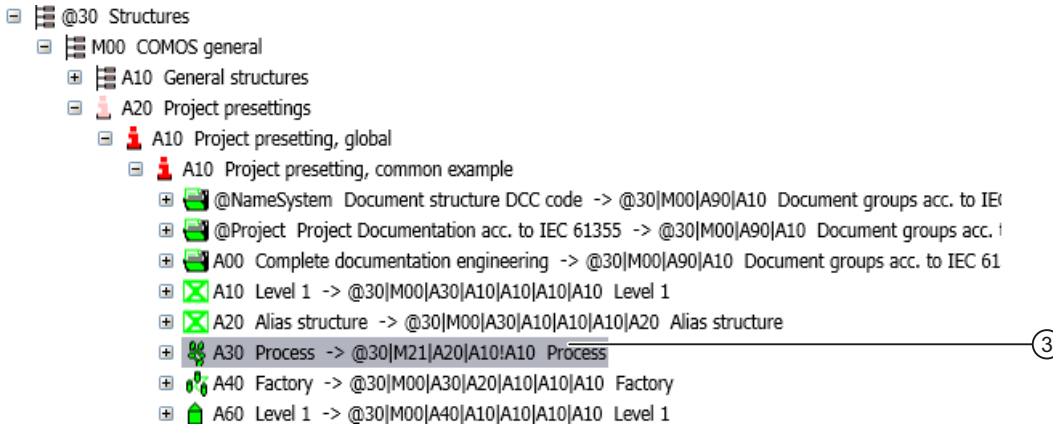 @30 Structures
M00 COMOS general
A10 General structures
A20 Project presettings
A10 Project presetting, global
A10 Project presetting, common example
@NameSystem Document structure DCC code -> @30|M00|A90|A10 Document groups acc. to IEC
@Project Project Documentation acc. to IEC 61355 -> @30|M00|A90|A10 Document groups acc.
A00 Complete documentation engineering -> @30|M00|A90|A10 Document groups acc. to IEC 61
A10 Level 1 -> @30|M00|A30|A10|A10|A10|A10 Level 1
A20 Alias structure -> @30|M00|A30|A10|A10|A10|A20 Alias structure
A30 Process -> @30|M21|A20|A10!A10 Process
3
A40 Factory -> @30|M00|A30|A20|A10|A10|A10 Factory
A60 Level 1 -> @30|M00|A40|A10|A10|A10|A10 Level 1